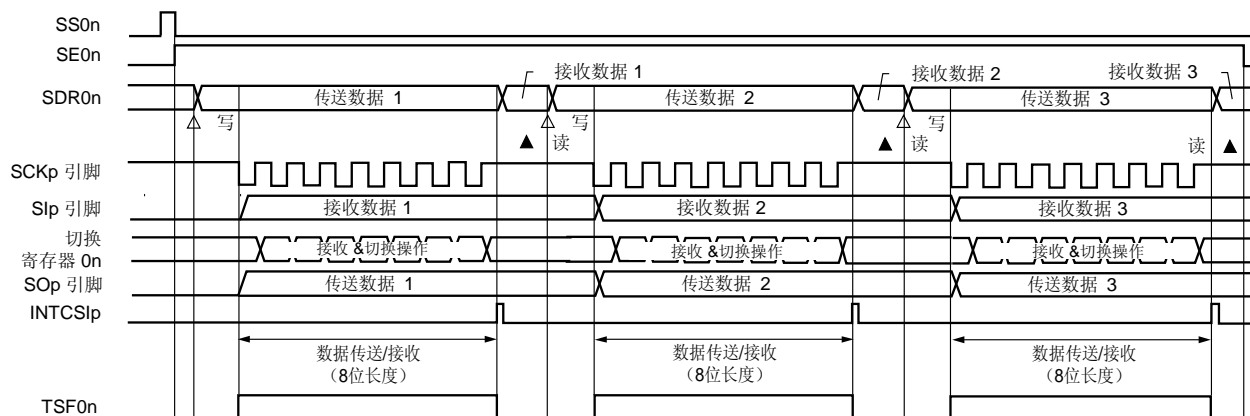 SS0n
SE0n
接收数据 1
接收数据 2
接收数据 3
SDR0n
传送数据 1
传送数据 2
传送数据 3
写
写
写
读
读
读
SCKp 引脚
SIp 引脚
接收数据 1
接收数据 2
接收数据 3
切换
寄存器 0n
接收 &切换操作
接收 &切换操作
接收 &切换操作
SOp 引脚
传送数据 1
传送数据 2
传送数据 3
INTCSIp
数据传送/接收
(8位长度)
数据传送/接收
(8位长度)
数据传送/接收
(8位长度)
TSF0n